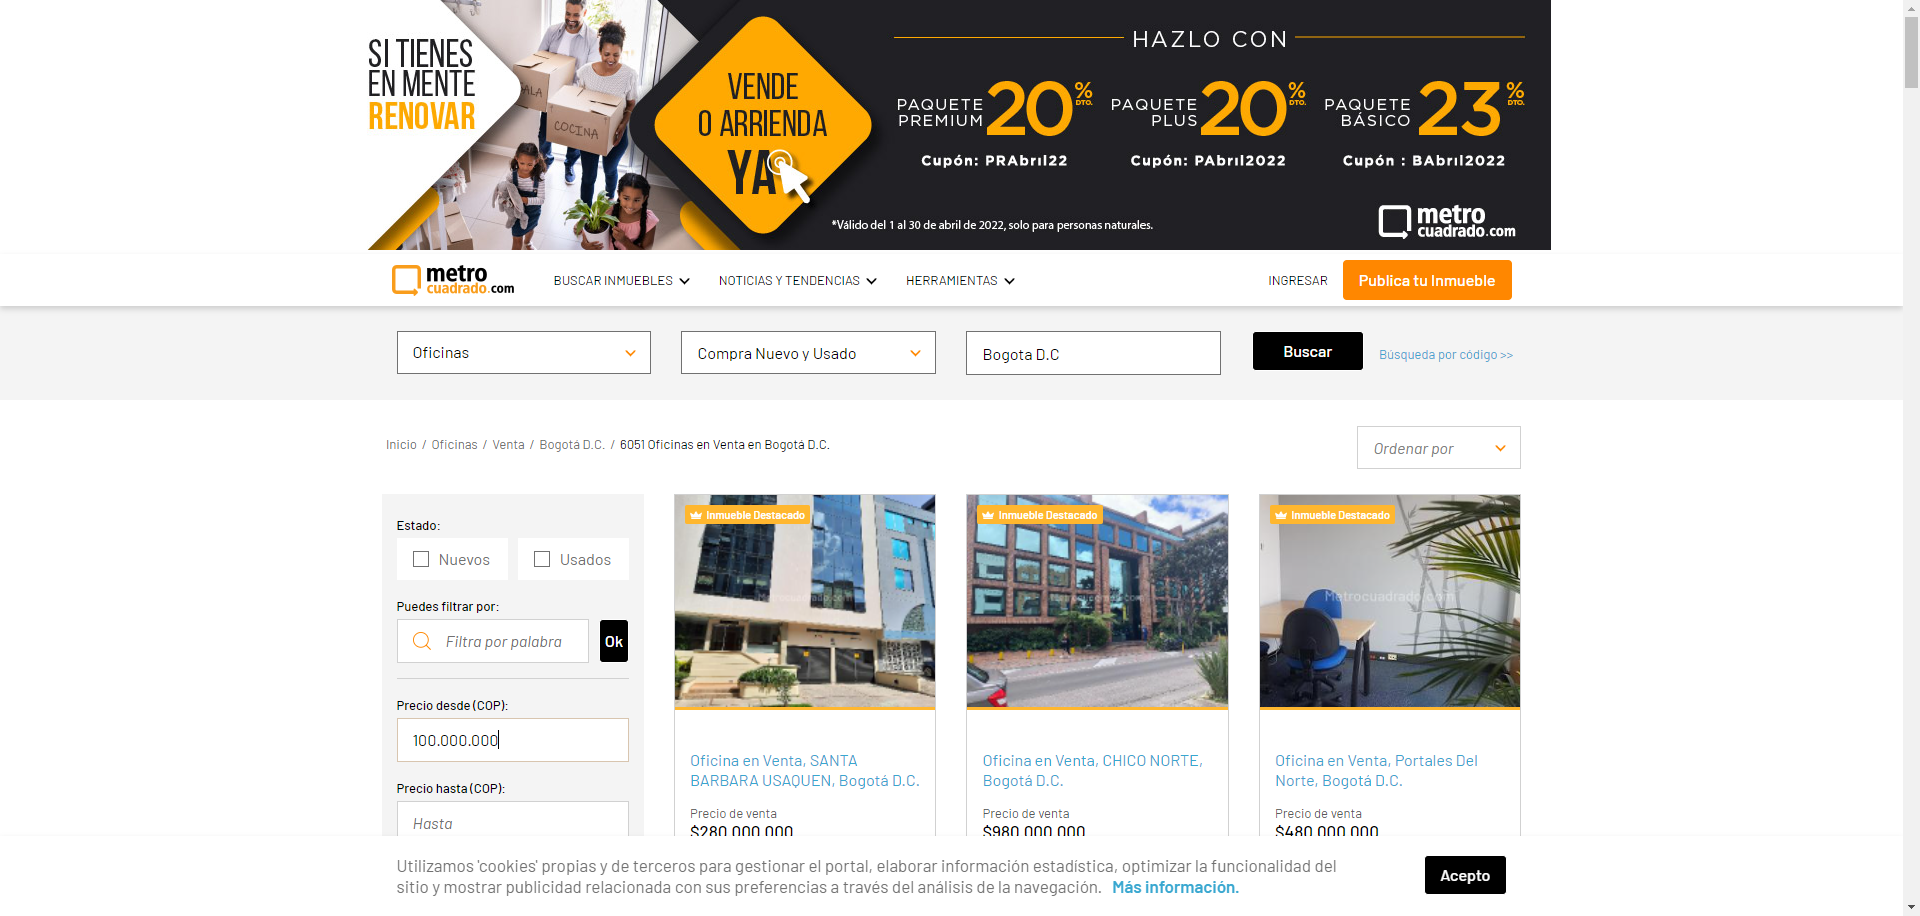 SI TIENES
EN MENTE
RENOVAR
SALA
COCINA
VENDE
O ARRIENDA
YA
HAZLO CON
PAQUETE PREMIUM 20% DTO.
Cupón: PRAbril22
PAQUETE PLUS 20% DTO.
Cupón: PAbril2022
PAQUETE BÁSICO 23% DTO.
Cupón : BAbril2022
*Válido del 1 al 30 de abril de 2022, solo para personas naturales.
metro
cuadrado.com
metro
cuadrado.com
BUSCAR INMUEBLES
NOTICIAS Y TENDENCIAS
HERRAMIENTAS
INGRESAR
Publica tu Inmueble
Oficinas
Compra Nuevo y Usado
Bogota D.C
Buscar
Búsqueda por código >>
Inicio / Oficinas / Venta / Bogotá D.C. / 6051 Oficinas en Venta en Bogotá D.C.
Ordenar por
Estado:
Nuevos
Usados
Puedes filtrar por:
Filtra por palabra
Ok
Precio desde (COP):
100.000.000
Precio hasta (COP):
Hasta
Inmueble Destacado
Metrocuadrado.com
Oficina en Venta, SANTA
BARBARA USAQUEN, Bogotá D.C.
Precio de venta
$280.000.000
Inmueble Destacado
Metrocuadrado.com
Oficina en Venta, CHICO NORTE,
Bogotá D.C.
Precio de venta
$980.000.000
Inmueble Destacado
Metrocuadrado.com
Oficina en Venta, Portales Del
Norte, Bogotá D.C.
Precio de venta
$480.000.000
Utilizamos 'cookies' propias y de terceros para gestionar el portal, elaborar información estadística, optimizar la funcionalidad del
sitio y mostrar publicidad relacionada con sus preferencias a través del análisis de la navegación. Más información.
Acepto